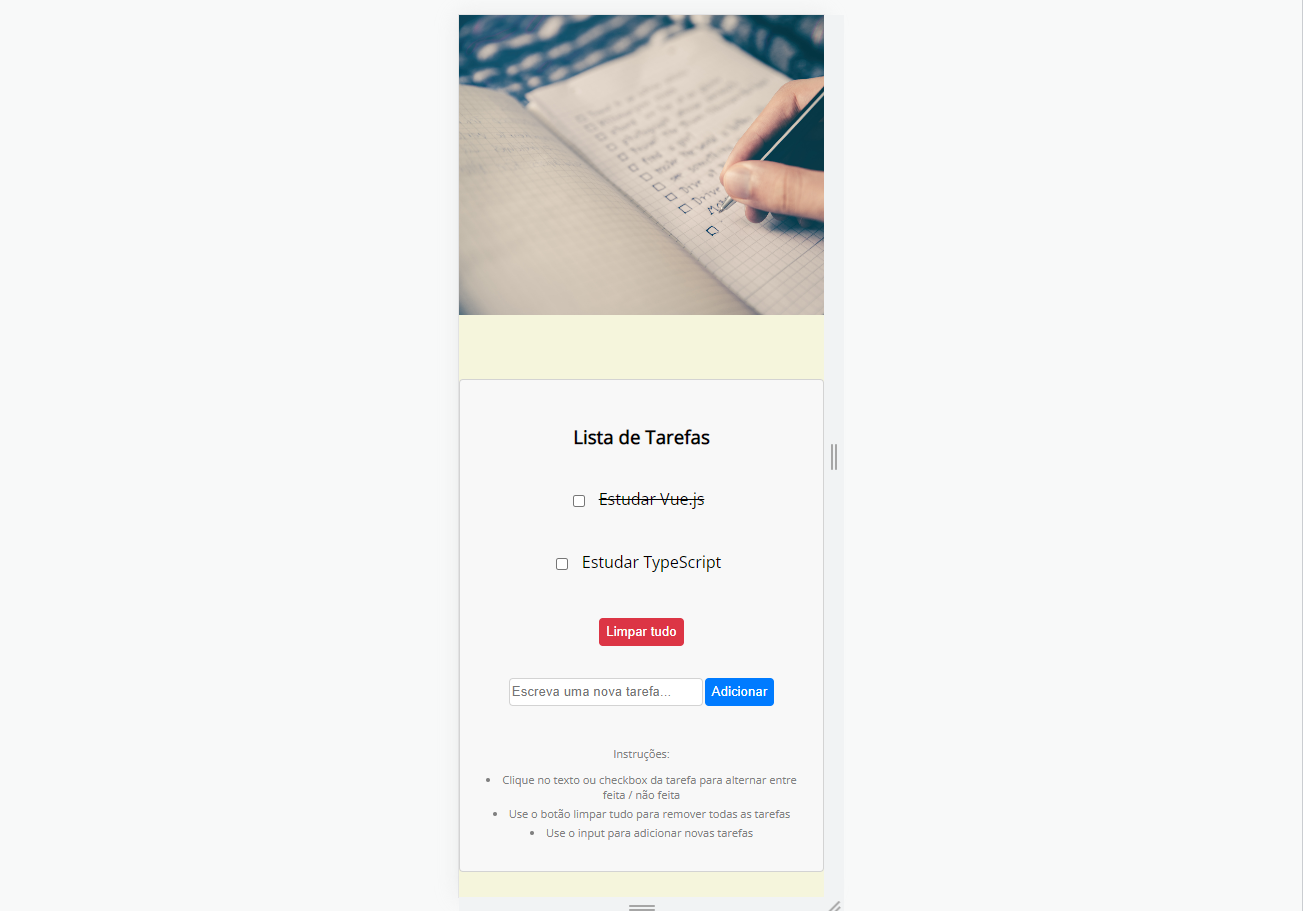 Lista de Tarefas
Estudar Vue.js
Estudar TypeScript
Limpar tudo
Escreva uma nova tarefa...
Adicionar
Instruções:
Clique no texto ou checkbox da tarefa para alternar entre
feita / não feita
Use o botão limpar tudo para remover todas as tarefas
Use o input para adicionar novas tarefas